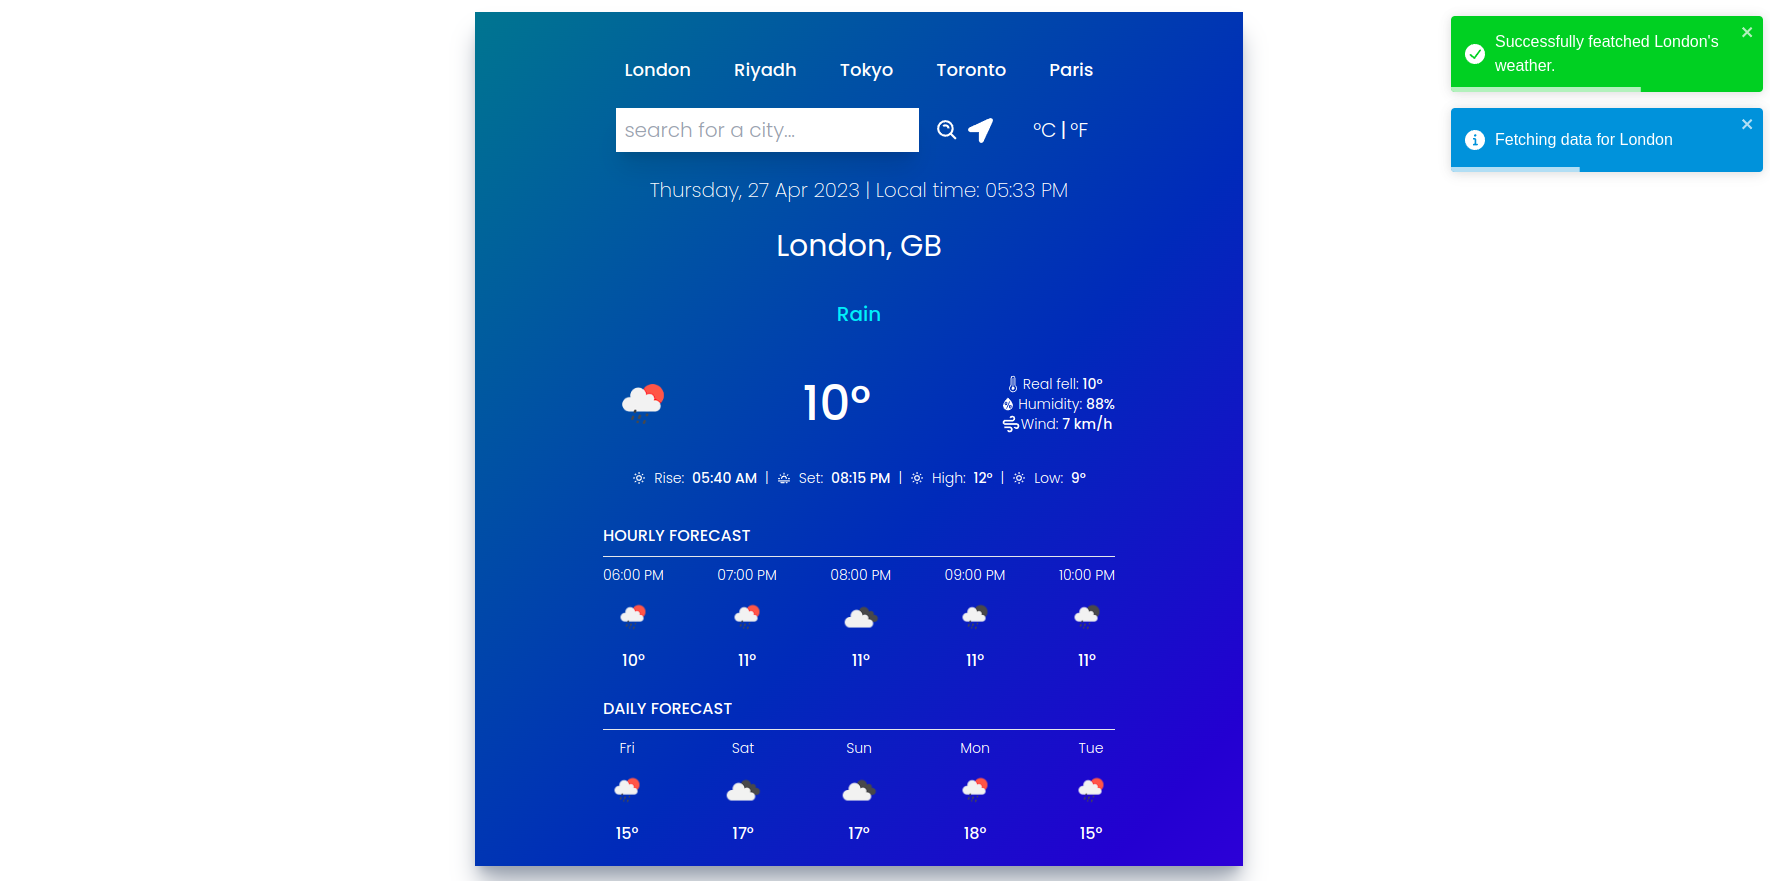 London Riyadh Tokyo Toronto Paris
search for a city...
°C | °F
Thursday, 27 Apr 2023 | Local time: 05:33 PM
London, GB
Rain
10°
Real fell: 10°
Humidity: 88%
Wind: 7 km/h
Rise: 05:40 AM | Set: 08:15 PM | High: 12° | Low: 9°
HOURLY FORECAST
06:00 PM 07:00 PM 08:00 PM 09:00 PM 10:00 PM
10° 11° 11° 11° 11°
DAILY FORECAST
Fri Sat Sun Mon Tue
15° 17° 17° 18° 15°
Successfully featched London's
weather.
Fetching data for London